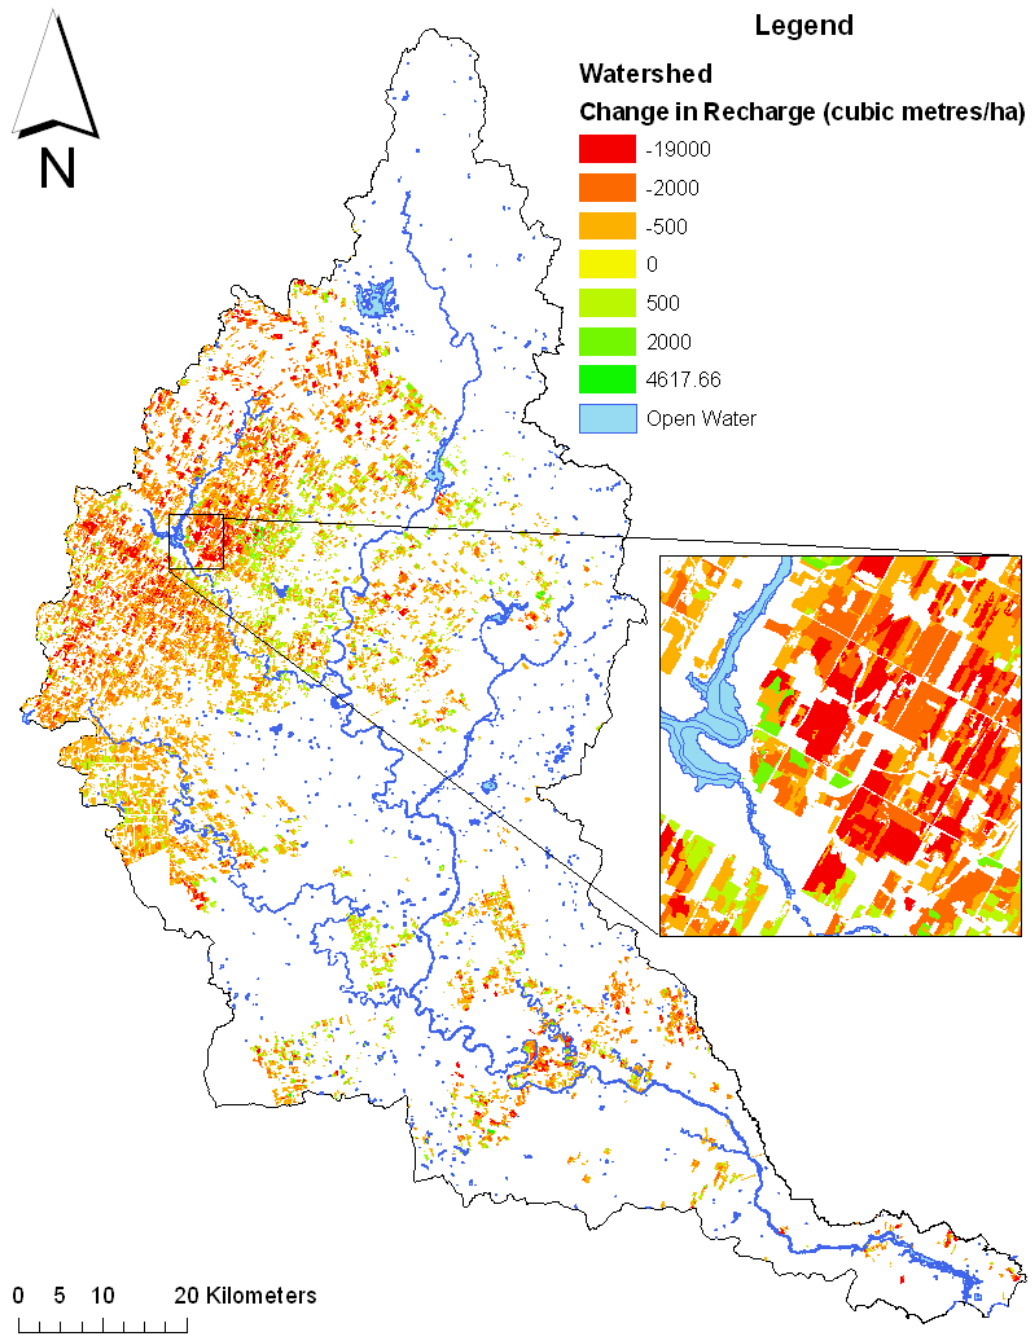 Legend
N
Watershed
Change in Recharge (cubic metres/ha)
-19000
-2000
-500
0
500
2000
4617.66
Open Water
0 5 10 20 Kilometers